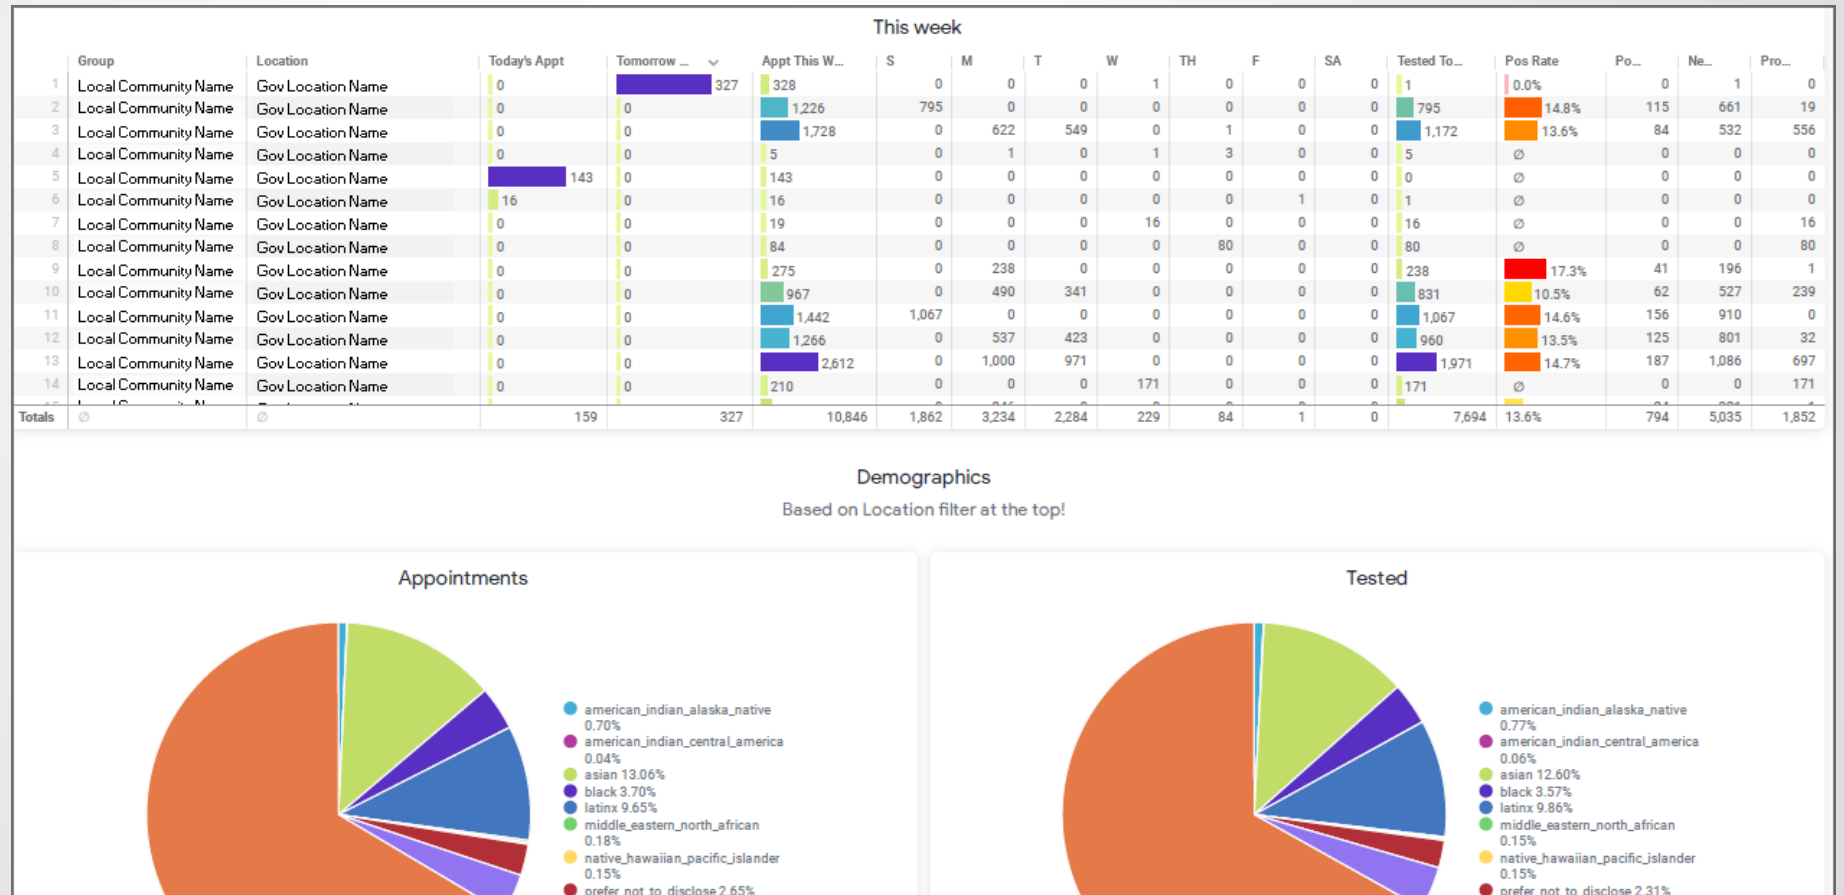 This week
Group Location Today's Appt Tomorrow ... Appt This W... S M T W TH F SA Tested To... Pos Rate Po... Ne... Pro...
1 Local Community Name Gov Location Name 0 327 328 0 0 0 1 0 0 0 1 0.0% 0 1 0
2 Local Community Name Gov Location Name 0 0 1,226 795 0 0 0 0 0 0 795 14.8% 115 661 19
3 Local Community Name Gov Location Name 0 0 1,728 0 622 549 0 1 0 0 1,172 13.6% 84 532 556
4 Local Community Name Gov Location Name 0 0 5 0 1 0 1 3 0 0 5 ∅ 0 0 0
5 Local Community Name Gov Location Name 143 0 143 0 0 0 0 0 0 0 0 ∅ 0 0 0
6 Local Community Name Gov Location Name 16 0 16 0 0 0 0 0 1 0 1 ∅ 0 0 0
7 Local Community Name Gov Location Name 0 0 19 0 0 0 16 0 0 0 16 ∅ 0 0 16
8 Local Community Name Gov Location Name 0 0 84 0 0 0 0 80 0 0 80 ∅ 0 0 80
9 Local Community Name Gov Location Name 0 0 275 0 238 0 0 0 0 0 238 17.3% 41 196 1
10 Local Community Name Gov Location Name 0 0 967 0 490 341 0 0 0 0 831 10.5% 62 527 239
11 Local Community Name Gov Location Name 0 0 1,442 1,067 0 0 0 0 0 0 1,067 14.6% 156 910 0
12 Local Community Name Gov Location Name 0 0 1,266 0 537 423 0 0 0 0 960 13.5% 125 801 32
13 Local Community Name Gov Location Name 0 0 2,612 0 1,000 971 0 0 0 0 1,971 14.7% 187 1,086 697
14 Local Community Name Gov Location Name 0 0 210 0 0 0 171 0 0 0 171 ∅ 0 0 171
Totals ∅ ∅ 159 327 10,846 1,862 3,234 2,284 229 84 1 0 7,694 13.6% 794 5,035 1,852
Demographics
Based on Location filter at the top!
Appointments
american_indian_alaska_native
0.70%
american_indian_central_america
0.04%
asian 13.06%
black 3.70%
latinx 9.65%
middle_eastern_north_african
0.18%
native_hawaiian_pacific_islander
0.15%
prefer_not_to_disclose 2.65%
Tested
american_indian_alaska_native
0.77%
american_indian_central_america
0.06%
asian 12.60%
black 3.57%
latinx 9.86%
middle_eastern_north_african
0.15%
native_hawaiian_pacific_islander
0.15%
prefer_not_to_disclose 2.31%